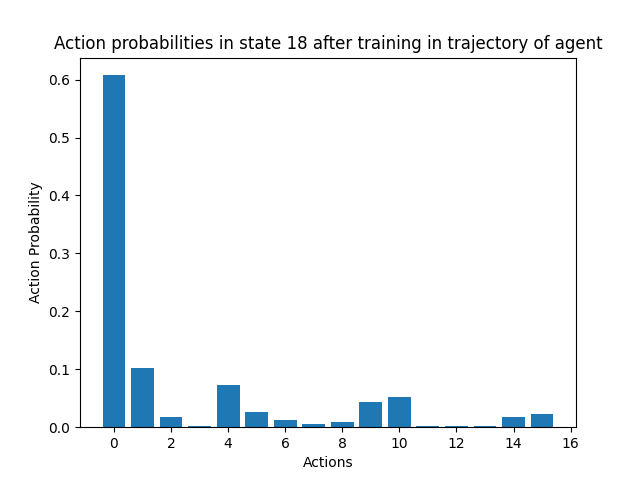 Action probabilities in state 18 after training in trajectory of agent
0.6
0.5
0.4
0.3
0.2
0.1
0.0
Action Probability
0 2 4 6 8 10 12 14 16
Actions